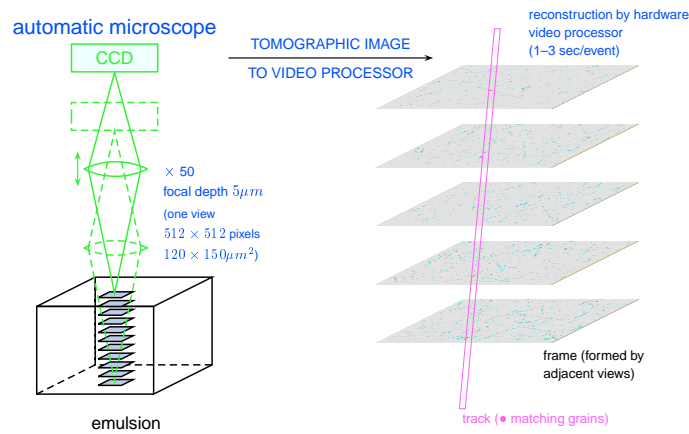 automatic microscope
CCD
TOMOGRAPHIC IMAGE
TO VIDEO PROCESSOR
reconstruction by hardware
video processor
(1–3 sec/event)
× 50
focal depth 5μm
(one view
512 × 512 pixels
120 × 150μm²)
emulsion
frame (formed by
adjacent views)
track (● matching grains)